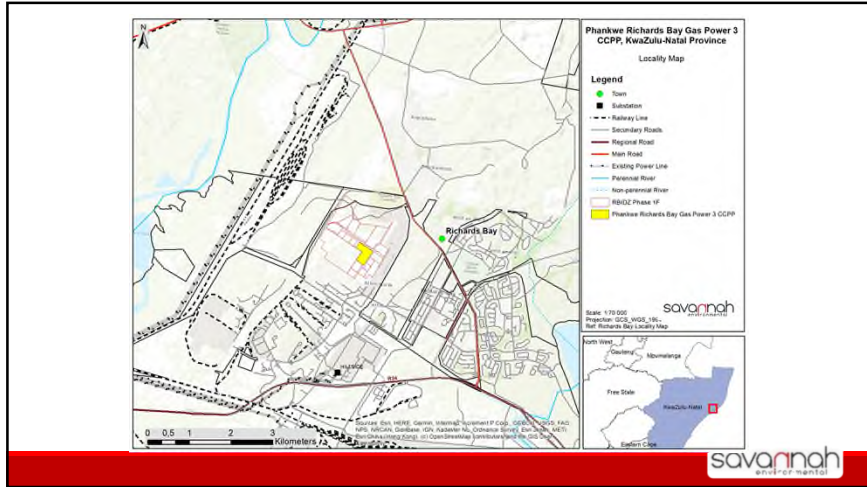 Phankwe Richards Bay Gas Power 3
CCPP, KwaZulu-Natal Province
Locality Map
Legend
Town
Substation
Railway Line
Secondary Roads
Regional Road
Main Road
Existing Power Line
Perennial River
Non-perennial River
RBIDZ Phase 1F
Phankwe Richards Bay Gas Power 3 CCPP
Scale: 1:70 000
Ref: Richards Bay Locality Map
savannah
environmental
N
Richards Bay
HILLSIDE
R34
0 0,5 1 2 3
Kilometers
North West
Gauteng
Free State
KwaZulu-Natal
Eastern Cape
savannah
environmental